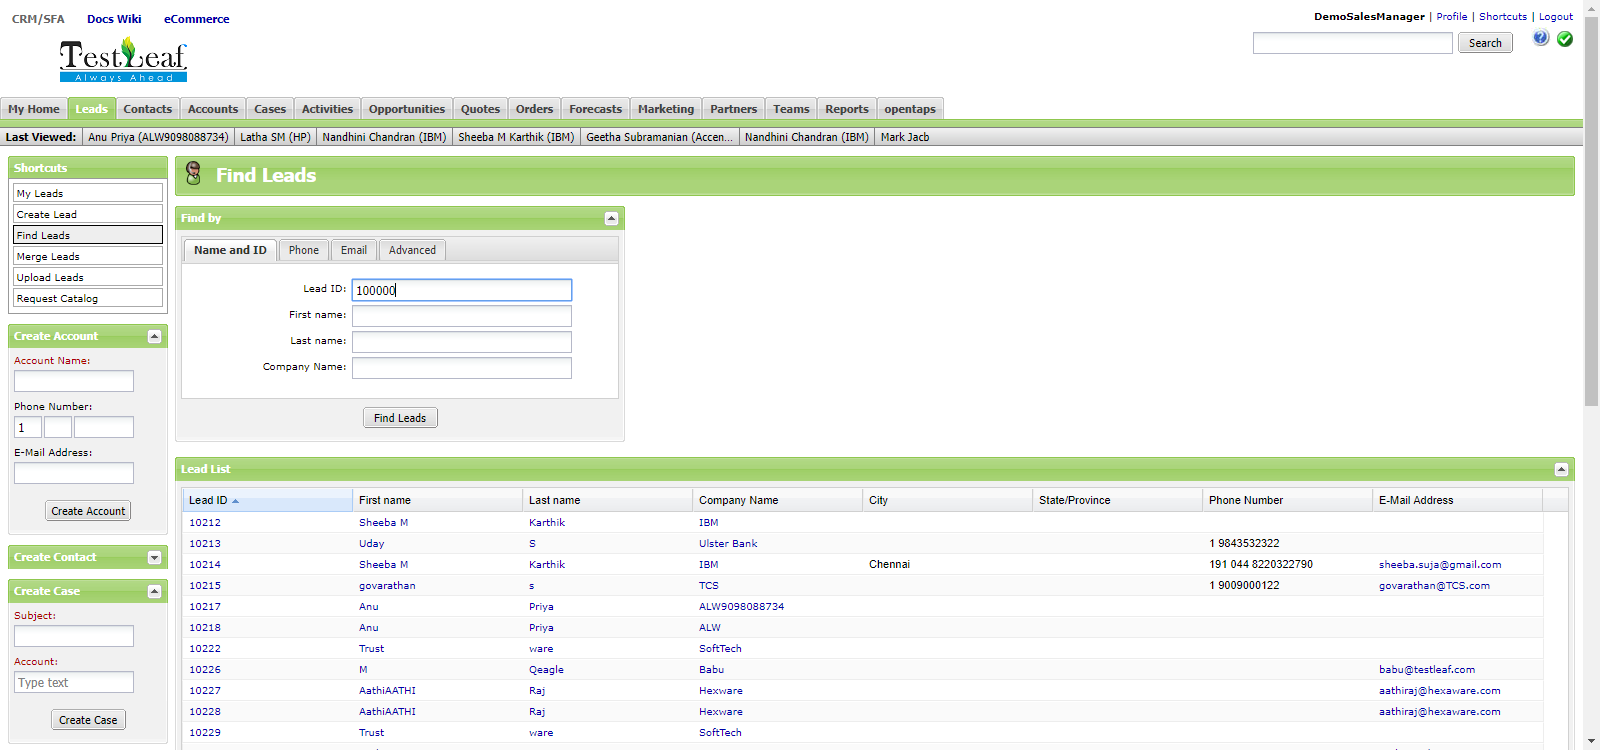 CRM/SFA Docs Wiki eCommerce
DemoSalesManager | Profile | Shortcuts | Logout
Search
TestLeaf
Always Ahead
My Home Leads Contacts Accounts Cases Activities Opportunities Quotes Orders Forecasts Marketing Partners Teams Reports opentaps
Last Viewed: Anu Priya (ALW9098088734) Latha SM (HP) Nandhini Chandran (IBM) Sheeba M Karthik (IBM) Geetha Subramanian (Accen... Nandhini Chandran (IBM) Mark Jacb
Shortcuts
My Leads
Create Lead
Find Leads
Merge Leads
Upload Leads
Request Catalog
Create Account
Account Name:
Phone Number:
1
E-Mail Address:
Create Account
Create Contact
Create Case
Subject:
Account:
Type text
Create Case
Find Leads
Find by
Name and ID Phone Email Advanced
Lead ID: 100000
First name:
Last name:
Company Name:
Find Leads
Lead List
Lead ID First name Last name Company Name City State/Province Phone Number E-Mail Address
10212 Sheeba M Karthik IBM
10213 Uday S Ulster Bank 1 9843532322
10214 Sheeba M Karthik IBM Chennai 191 044 8220322790 sheeba.suja@gmail.com
10215 govarathan s TCS 1 9009000122 govarathan@TCS.com
10217 Anu Priya ALW9098088734
10218 Anu Priya ALW
10222 Trust ware SoftTech
10226 M Qeagle Babu babu@testleaf.com
10227 AathiAATHI Raj Hexware aathiraj@hexaware.com
10228 AathiAATHI Raj Hexware aathiraj@hexaware.com
10229 Trust ware SoftTech